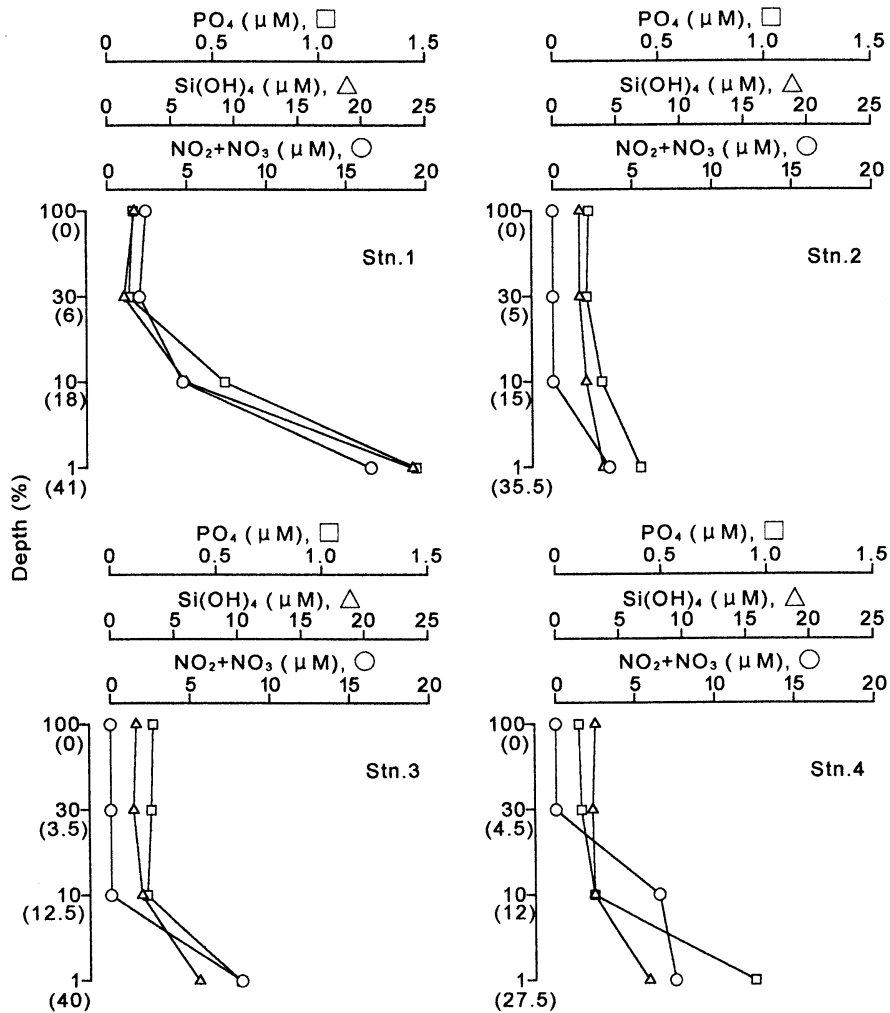 PO₄ (μM), □
0 0.5 1.0 1.5
Si(OH)₄ (μM), △
0 5 10 15 20 25
NO₂+NO₃ (μM), ○
0 5 10 15 20
100
(0)
30
(6)
10
(18)
1
(41)
Stn.1
PO₄ (μM), □
0 0.5 1.0 1.5
Si(OH)₄ (μM), △
0 5 10 15 20 25
NO₂+NO₃ (μM), ○
0 5 10 15 20
100
(0)
30
(5)
10
(15)
1
(35.5)
Stn.2
Depth (%)
PO₄ (μM), □
0 0.5 1.0 1.5
Si(OH)₄ (μM), △
0 5 10 15 20 25
NO₂+NO₃ (μM), ○
0 5 10 15 20
100
(0)
30
(3.5)
10
(12.5)
1
(40)
Stn.3
PO₄ (μM), □
0 0.5 1.0 1.5
Si(OH)₄ (μM), △
0 5 10 15 20 25
NO₂+NO₃ (μM), ○
0 5 10 15 20
100
(0)
30
(4.5)
10
(12)
1
(27.5)
Stn.4